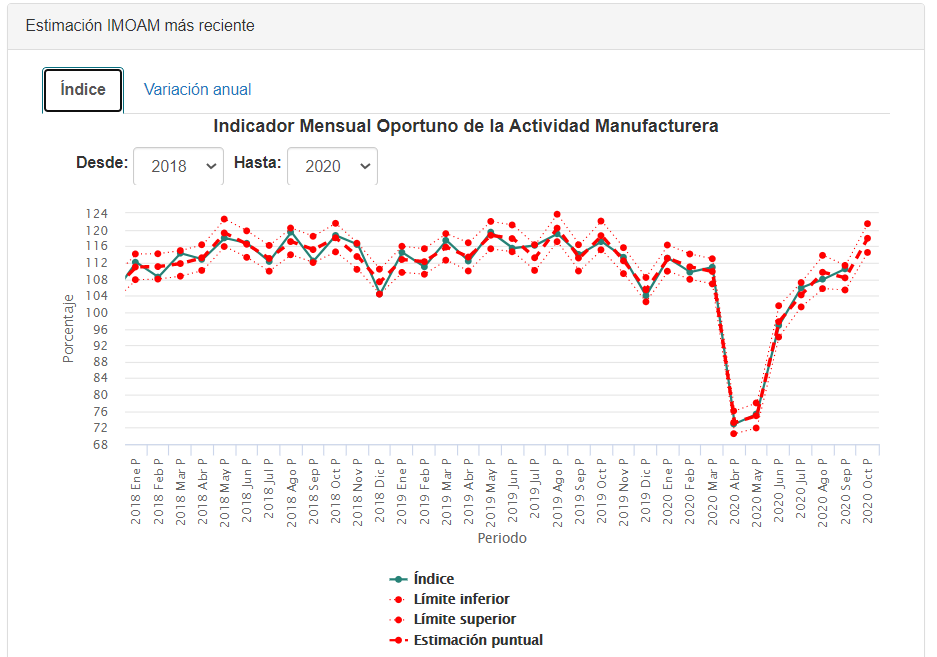 Estimación IMOAM más reciente
Índice Variación anual
Indicador Mensual Oportuno de la Actividad Manufacturera
Desde: 2018 Hasta: 2020
124
120
116
112
108
104
100
96
92
88
84
80
76
72
68
Porcentaje
2018 Ene P
2018 Feb P
2018 Mar P
2018 Abr P
2018 May P
2018 Jun P
2018 Jul P
2018 Ago P
2018 Sep P
2018 Oct P
2018 Nov P
2018 Dic P
2019 Ene P
2019 Feb P
2019 Mar P
2019 Abr P
2019 May P
2019 Jun P
2019 Jul P
2019 Ago P
2019 Sep P
2019 Oct P
2019 Nov P
2019 Dic P
2020 Ene P
2020 Feb P
2020 Mar P
2020 Abr P
2020 May P
2020 Jun P
2020 Jul P
2020 Ago P
2020 Sep P
2020 Oct P
Periodo
Índice
Límite inferior
Límite superior
Estimación puntual